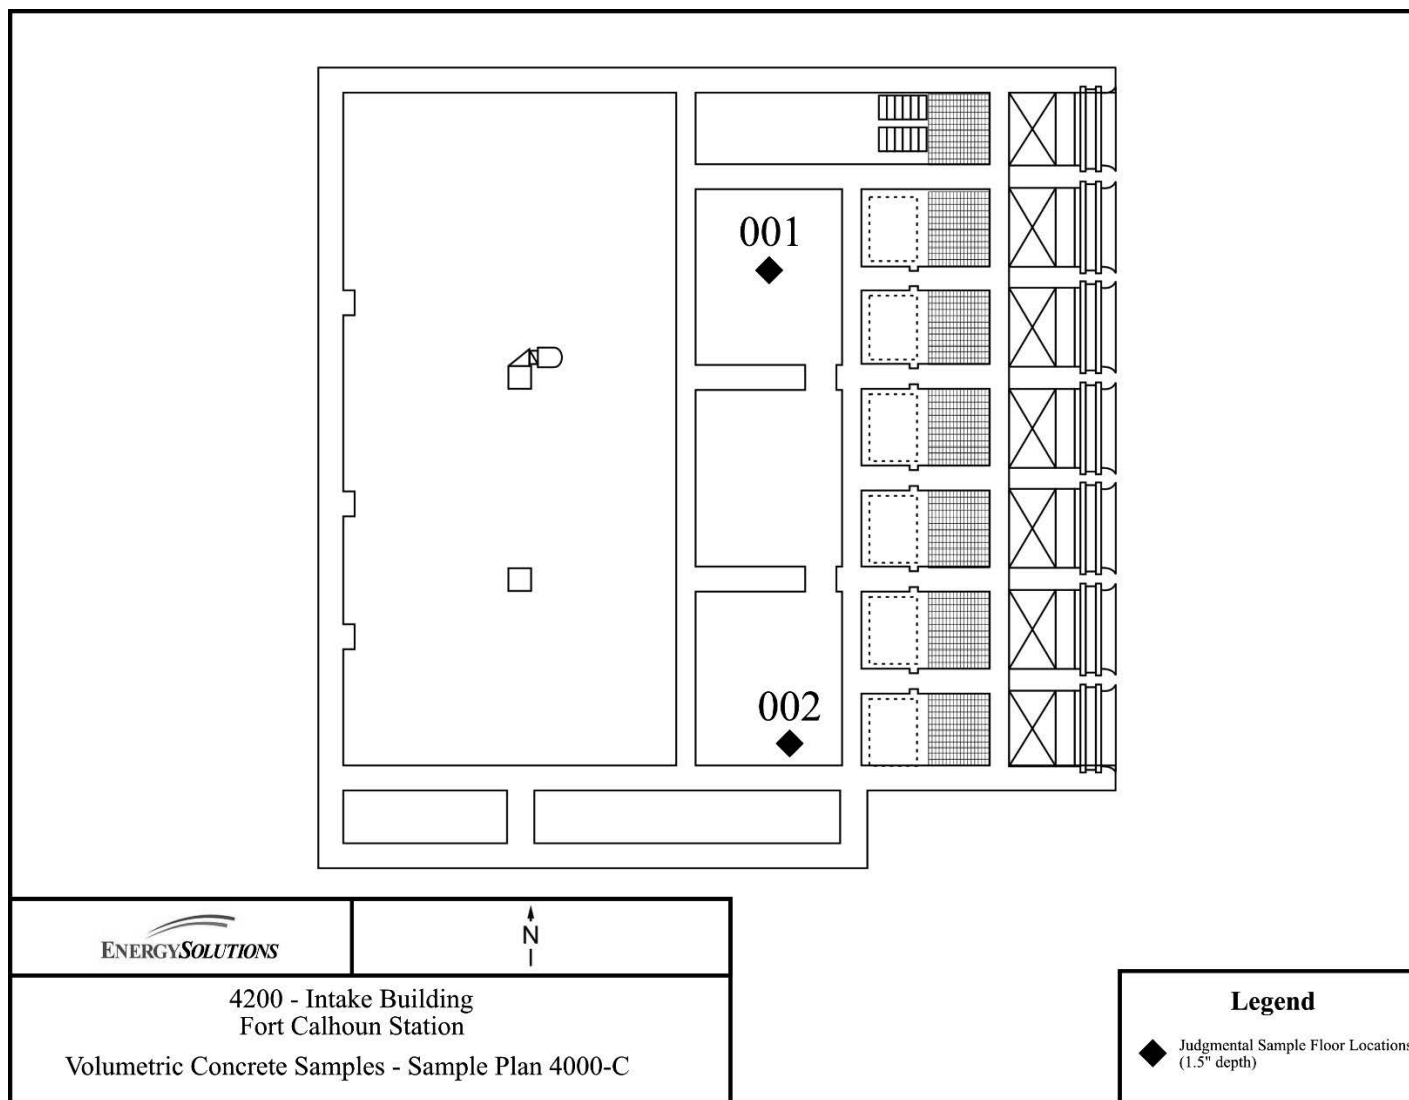 001
002
ENERGYSOLUTIONS
N
4200 - Intake Building
Fort Calhoun Station
Volumetric Concrete Samples - Sample Plan 4000-C
Legend
Judgmental Sample Floor Locations
(1.5" depth)